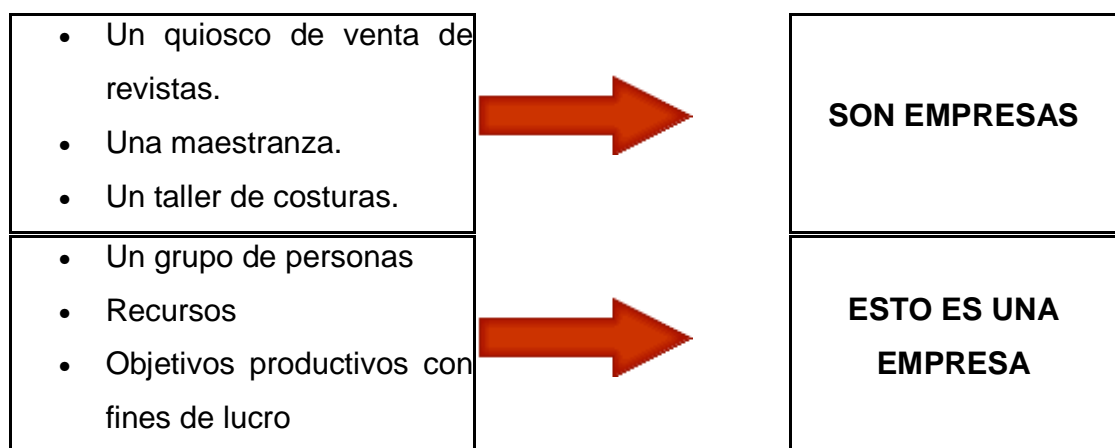 • Un quiosco de venta de
revistas.
• Una maestranza.
• Un taller de costuras.
SON EMPRESAS
• Un grupo de personas
• Recursos
• Objetivos productivos con
fines de lucro
ESTO ES UNA
EMPRESA